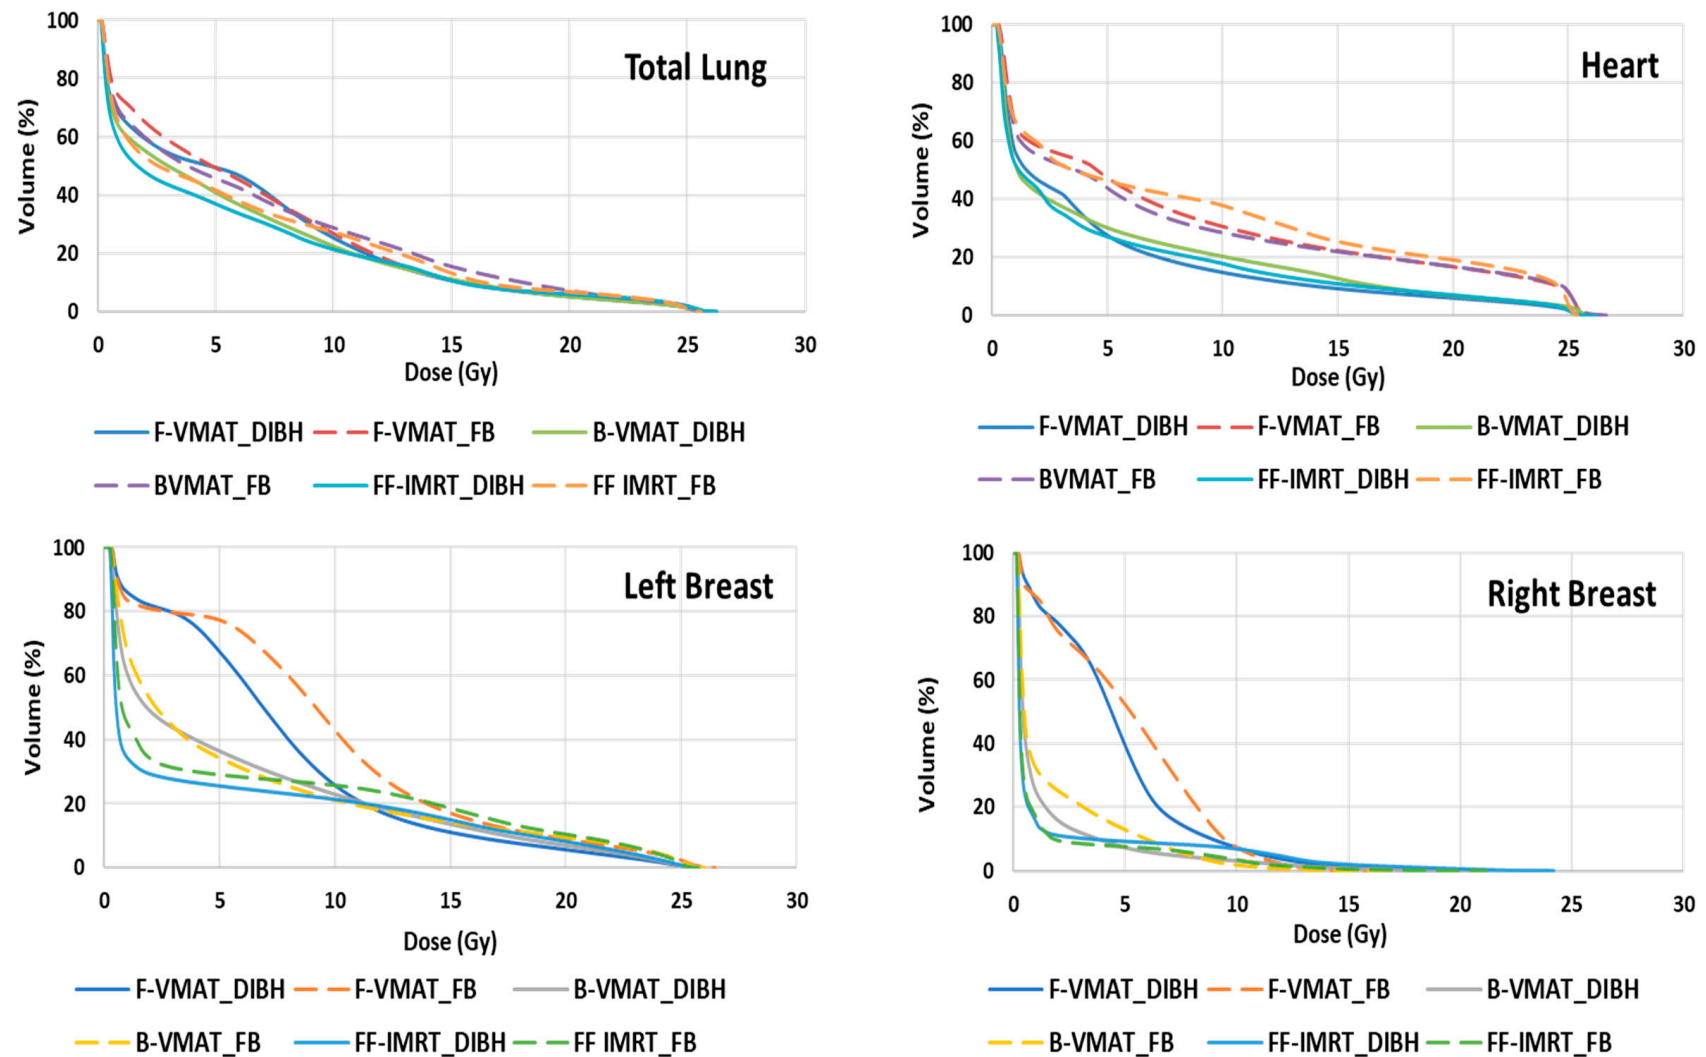 Total Lung
Volume (%)
100
80
60
40
20
0
0 5 10 15 20 25 30
Dose (Gy)
F-VMAT_DIBH F-VMAT_FB B-VMAT_DIBH
BVMAT_FB FF-IMRT_DIBH FF IMRT_FB
Heart
Volume (%)
100
80
60
40
20
0
0 5 10 15 20 25 30
Dose (Gy)
F-VMAT_DIBH F-VMAT_FB B-VMAT_DIBH
BVMAT_FB FF-IMRT_DIBH FF-IMRT_FB
Left Breast
Volume (%)
100
80
60
40
20
0
0 5 10 15 20 25 30
Dose (Gy)
F-VMAT_DIBH F-VMAT_FB B-VMAT_DIBH
B-VMAT_FB FF-IMRT_DIBH FF IMRT_FB
Right Breast
Volume (%)
100
80
60
40
20
0
0 5 10 15 20 25 30
Dose (Gy)
F-VMAT_DIBH F-VMAT_FB B-VMAT_DIBH
B-VMAT_FB FF-IMRT_DIBH FF-IMRT_FB